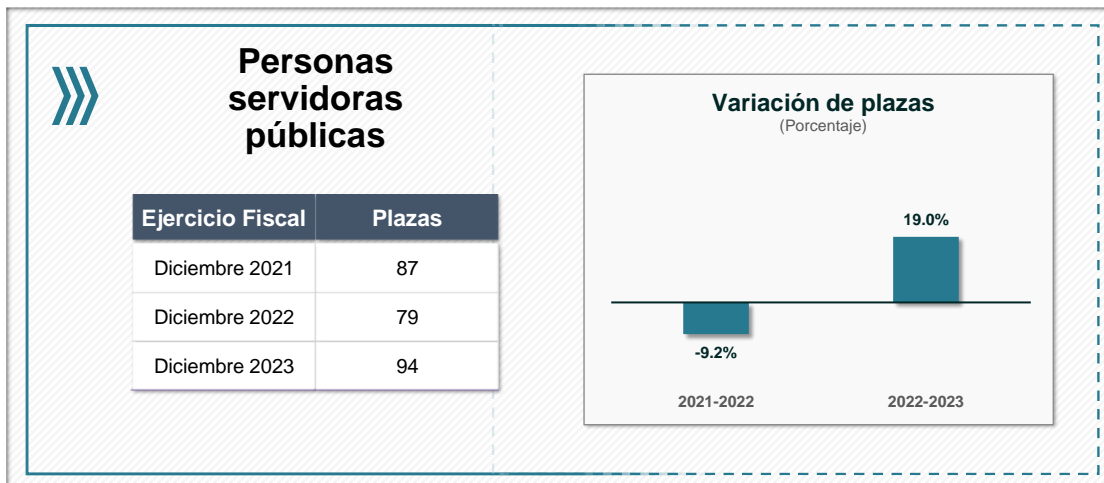 Personas
servidoras
públicas
Ejercicio Fiscal Plazas
Diciembre 2021 87
Diciembre 2022 79
Diciembre 2023 94
Variación de plazas
(Porcentaje)
19.0%
-9.2%
2021-2022 2022-2023